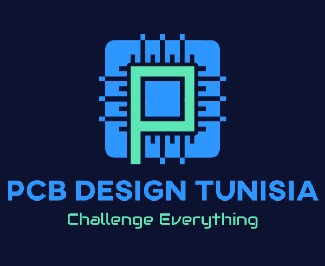 P
PCB DESIGN TUNISIA
Challenge Everything